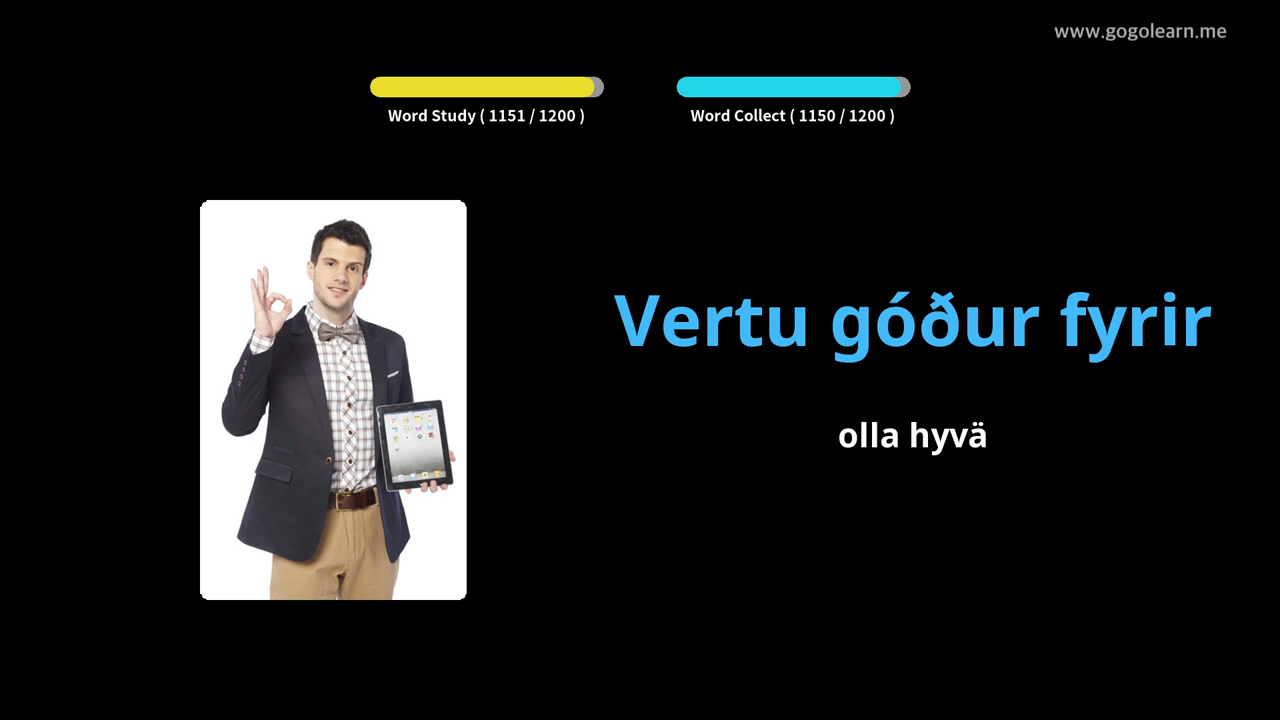 www.gogolearn.me
Word Study ( 1151 / 1200 )
Word Collect ( 1150 / 1200 )
Vertu góður fyrir
olla hyvä